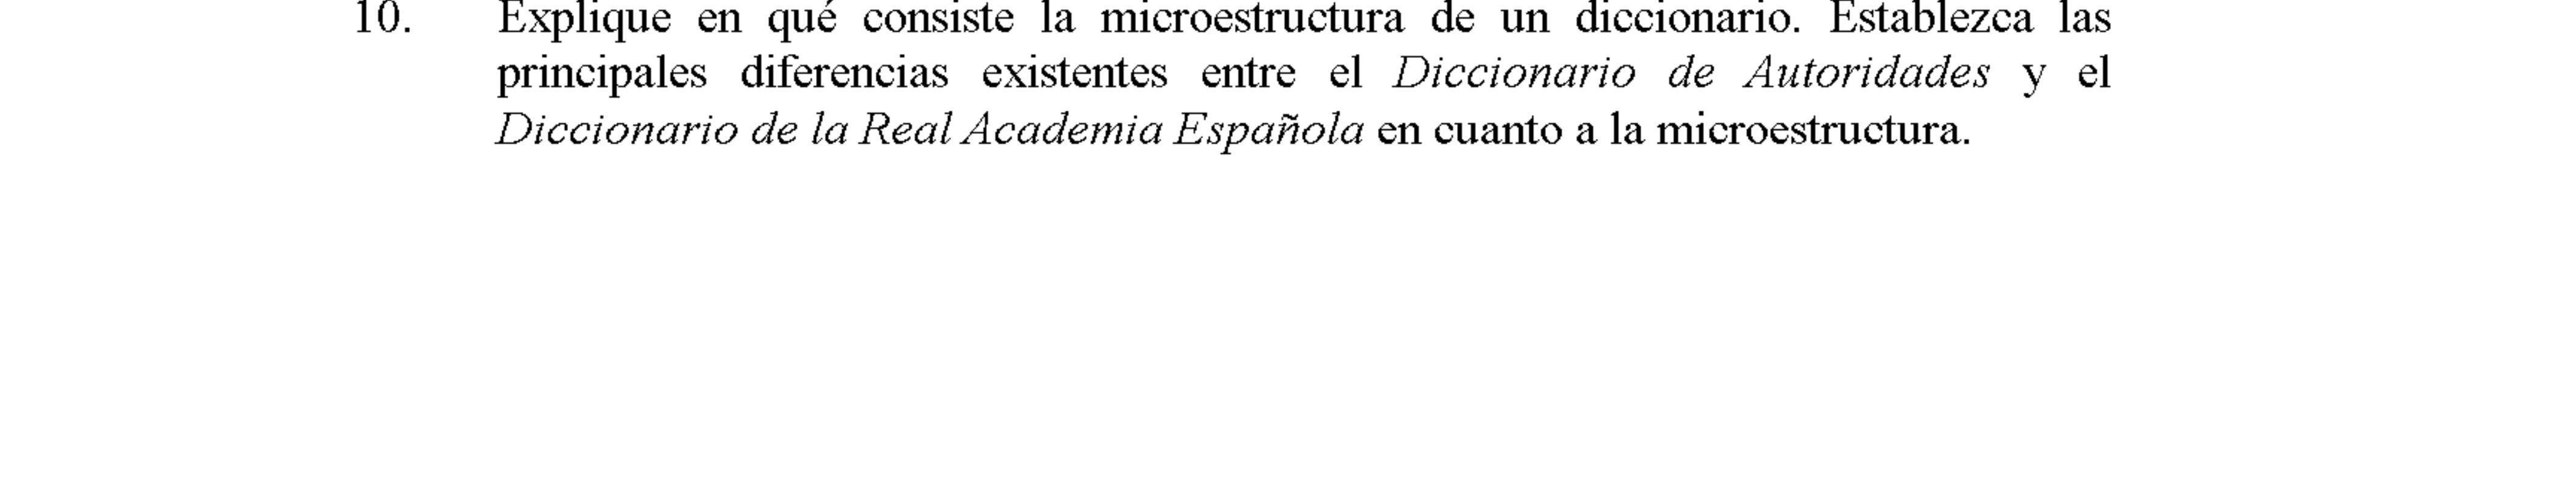 10. Explique en qué consiste la microestructura de un diccionario. Establezca las
principales diferencias existentes entre el Diccionario de Autoridades y el
Diccionario de la Real Academia Española en cuanto a la microestructura.